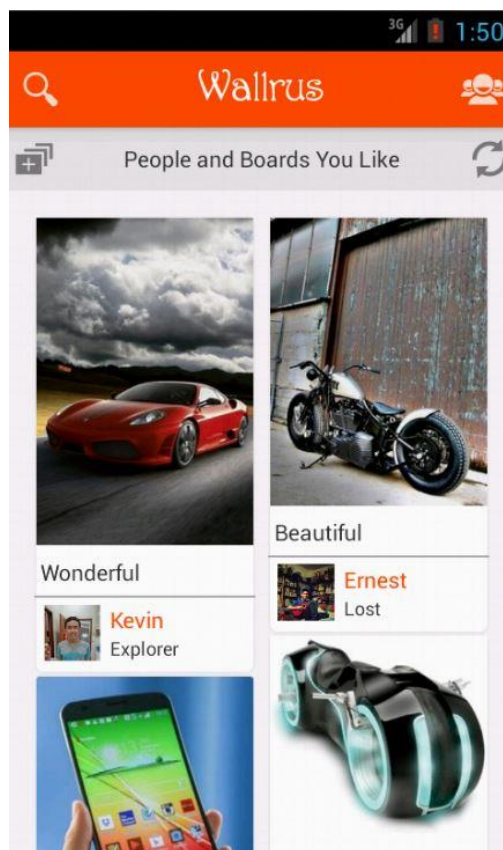 3G 1:50
Wallrus
People and Boards You Like
Wonderful
Kevin
Explorer
Beautiful
Ernest
Lost